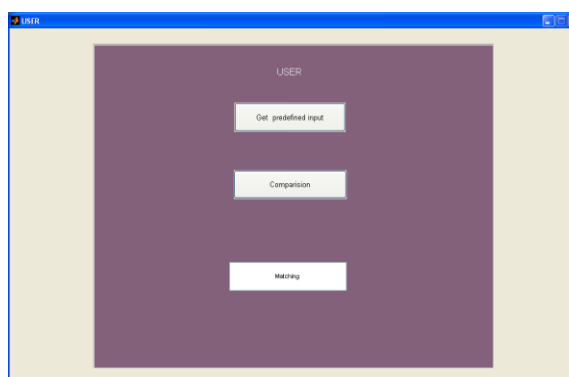 USER
USER
Get predefined input
Comparision
Matching